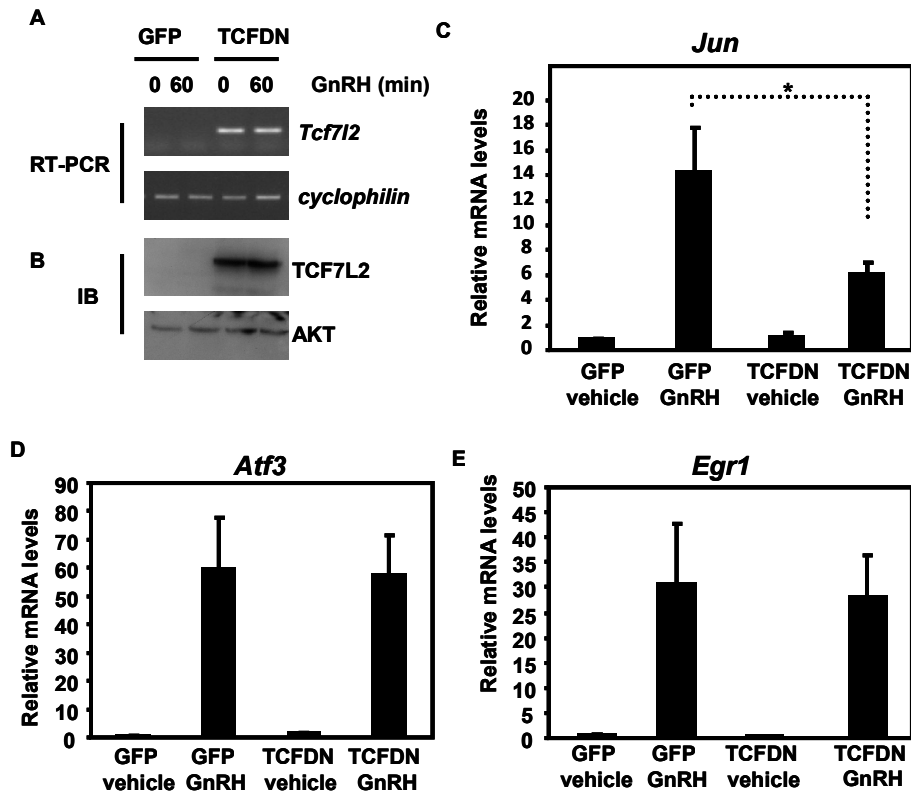 A
GFP TCFDN
0 60 0 60 GnRH (min)
RT-PCR
Tcf7l2
cyclophilin
B
IB
TCF7L2
AKT
C
Jun
Relative mRNA levels
20
18
16
14
12
10
8
6
4
2
0
*
GFP GFP TCFDN TCFDN
vehicle GnRH vehicle GnRH
D
Atf3
Relative mRNA levels
90
80
70
60
50
40
30
20
10
0
GFP GFP TCFDN TCFDN
vehicle GnRH vehicle GnRH
E
Egr1
Relative mRNA levels
50
45
40
35
30
25
20
15
10
5
0
GFP GFP TCFDN TCFDN
vehicle GnRH vehicle GnRH